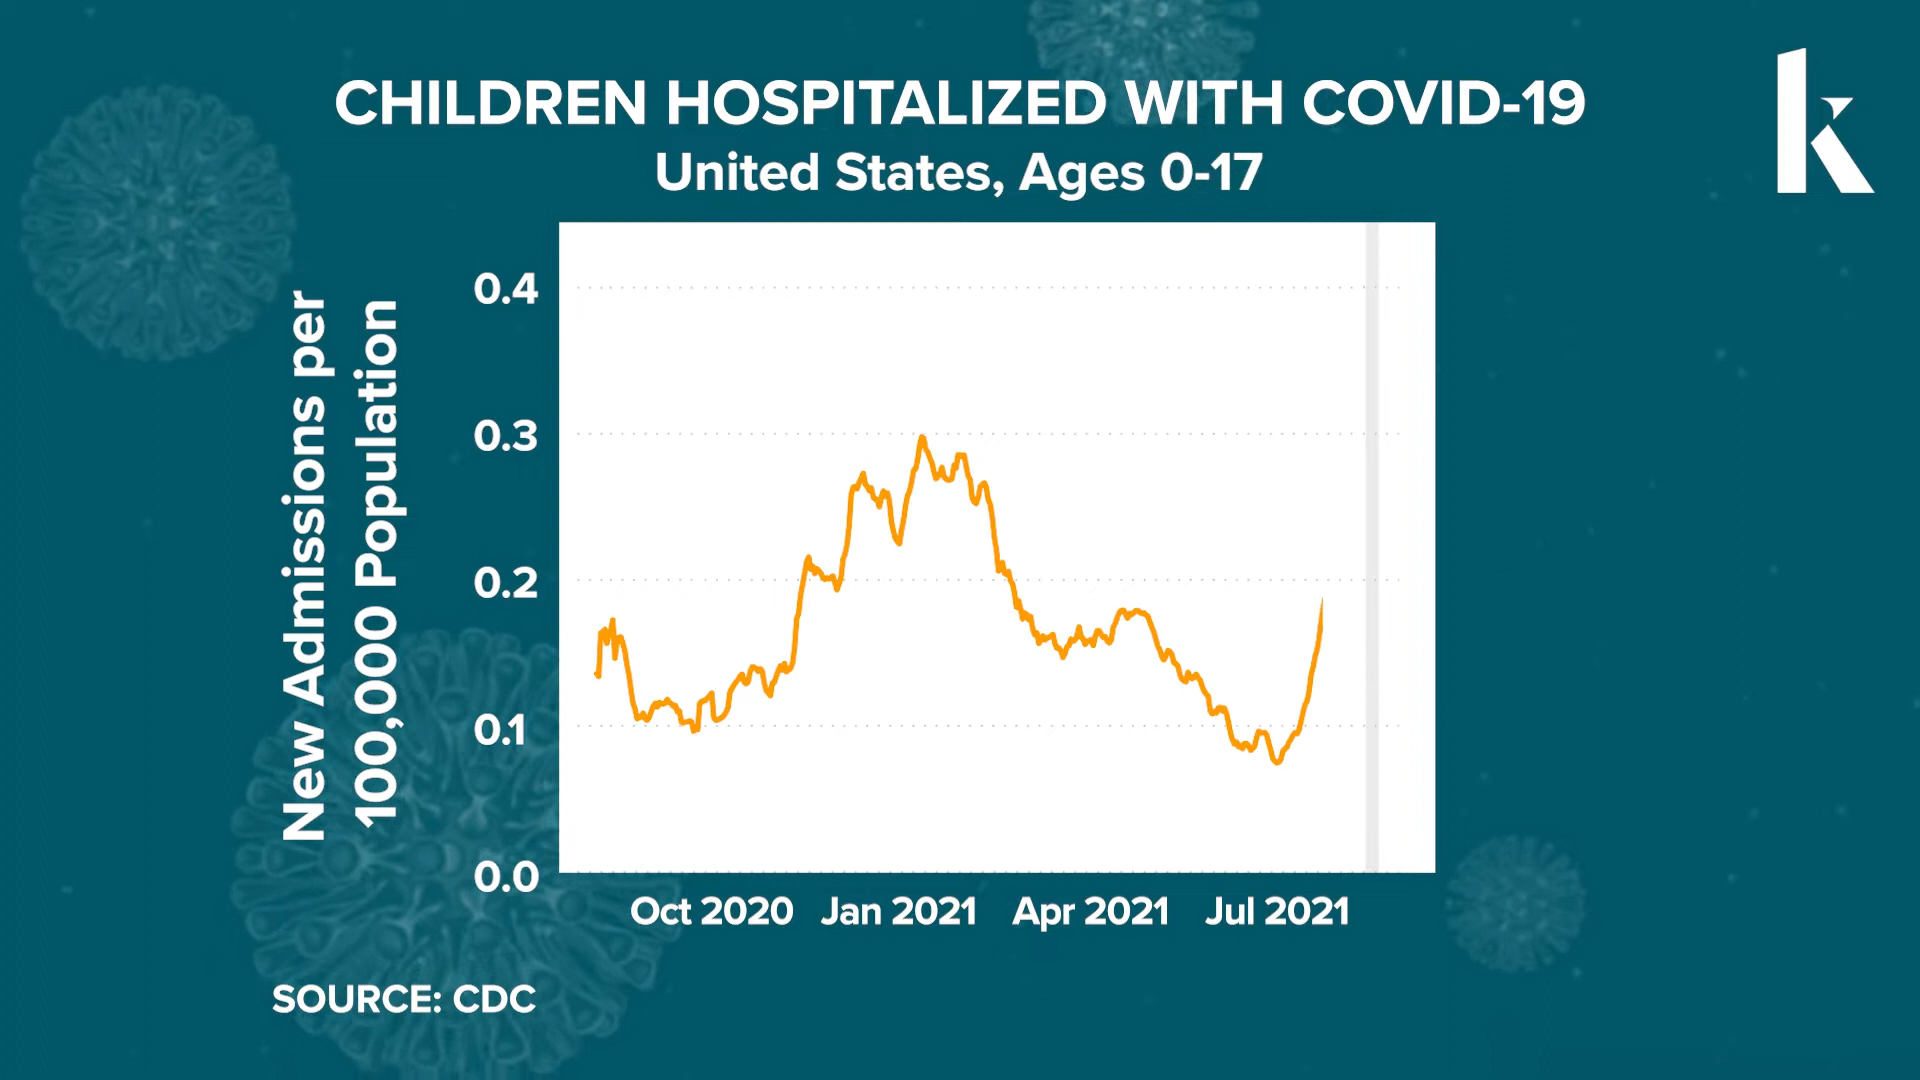 CHILDREN HOSPITALIZED WITH COVID-19
United States, Ages 0-17
k
New Admissions per
100,000 Population
0.4
0.3
0.2
0.1
0.0
Oct 2020 Jan 2021 Apr 2021 Jul 2021
SOURCE: CDC